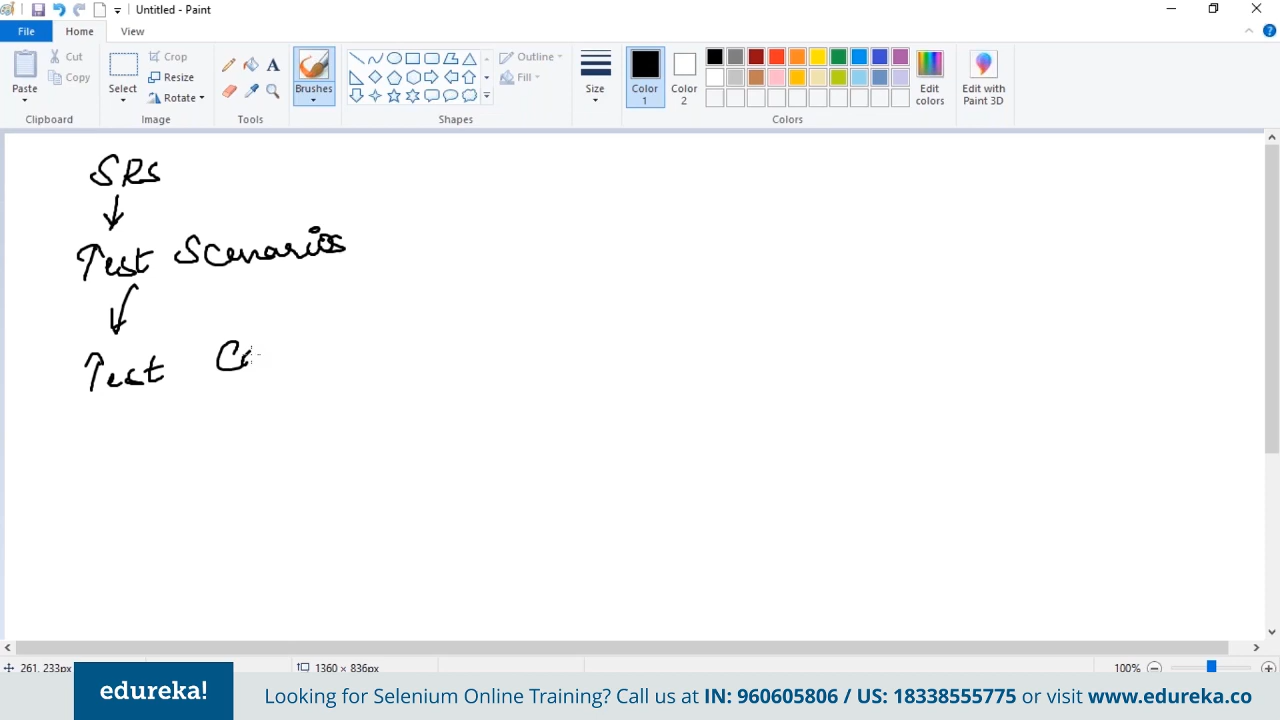 Untitled - Paint
File Home View
Paste
Cut
Copy
Clipboard
Select
Crop
Resize
Rotate
Image
Tools
Brushes
Shapes
Outline
Fill
Size
Color 1
Color 2
Colors
Edit colors
Edit with Paint 3D
SRS
Test Scenarios
Test Ca
261, 233px
1360 × 836px
100%
edureka!
Looking for Selenium Online Training? Call us at IN: 960605806 / US: 18338555775 or visit www.edureka.co